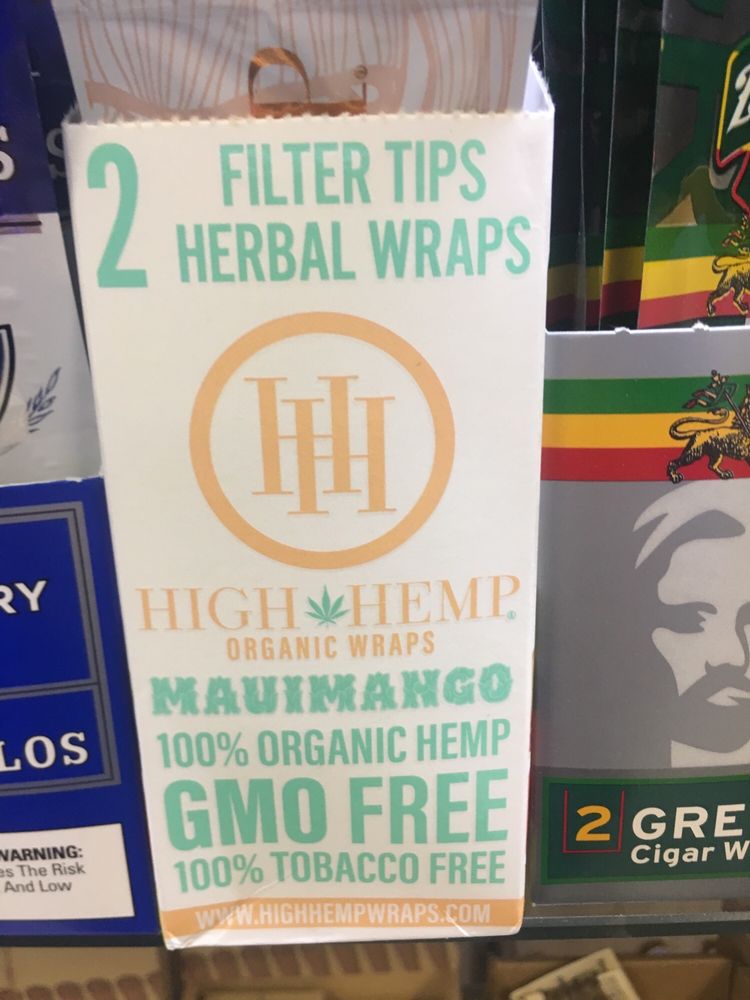 2 FILTER TIPS
HERBAL WRAPS
HH
HIGH HEMP®
ORGANIC WRAPS
MAUIMANGO
100% ORGANIC HEMP
GMO FREE
100% TOBACCO FREE
WWW.HIGHHEMPWRAPS.COM
RY
LOS
WARNING:
es The Risk
And Low
2 GRE
Cigar W